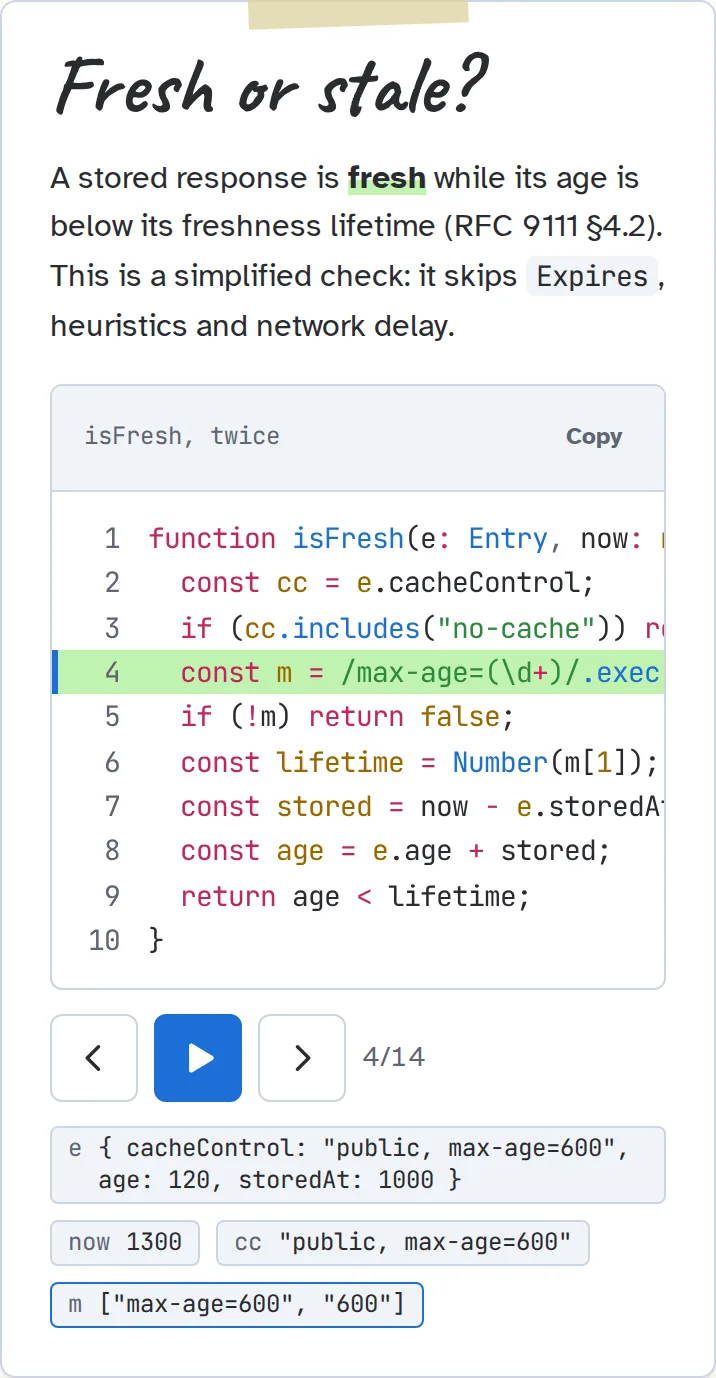 Fresh or stale?
A stored response is fresh while its age is
below its freshness lifetime (RFC 9111 §4.2).
This is a simplified check: it skips Expires,
heuristics and network delay.
isFresh, twice
Copy
1 function isFresh(e: Entry, now:
2 const cc = e.cacheControl;
3 if (cc.includes("no-cache")) re
4 const m = /max-age=(\d+)/.exec
5 if (!m) return false;
6 const lifetime = Number(m[1]);
7 const stored = now - e.storedAt
8 const age = e.age + stored;
9 return age < lifetime;
10 }
4/14
e { cacheControl: "public, max-age=600",
age: 120, storedAt: 1000 }
now 1300
cc "public, max-age=600"
m ["max-age=600", "600"]